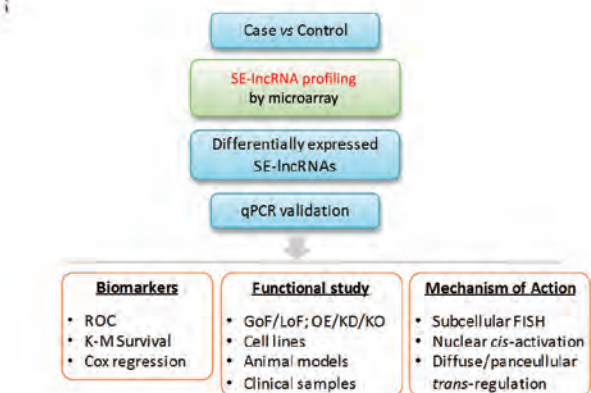 Case vs Control
SE-lncRNA profiling
by microarray
Differentially expressed
SE-lncRNAs
qPCR validation
Biomarkers
• ROC
• K-M Survival
• Cox regression
Functional study
• GoF/LoF; OE/KD/KO
• Cell lines
• Animal models
• Clinical samples
Mechanism of Action
• Subcellular FISH
• Nuclear cis-activation
• Diffuse/panceullular
trans-regulation